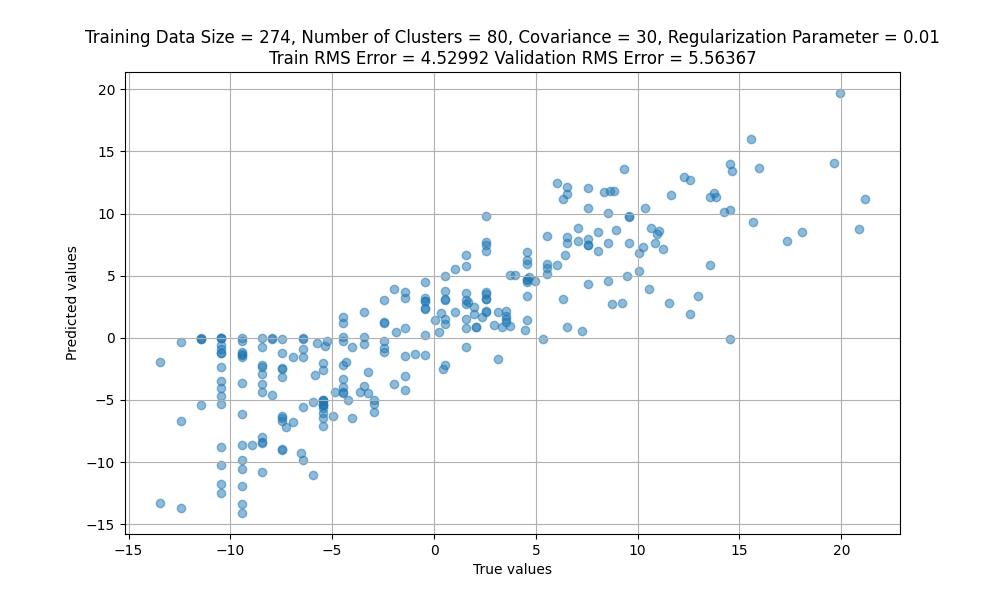 Training Data Size = 274, Number of Clusters = 80, Covariance = 30, Regularization Parameter = 0.01
Train RMS Error = 4.52992 Validation RMS Error = 5.56367
20
15
10
5
0
−5
−10
−15
Predicted values
−15 −10 −5 0 5 10 15 20
True values